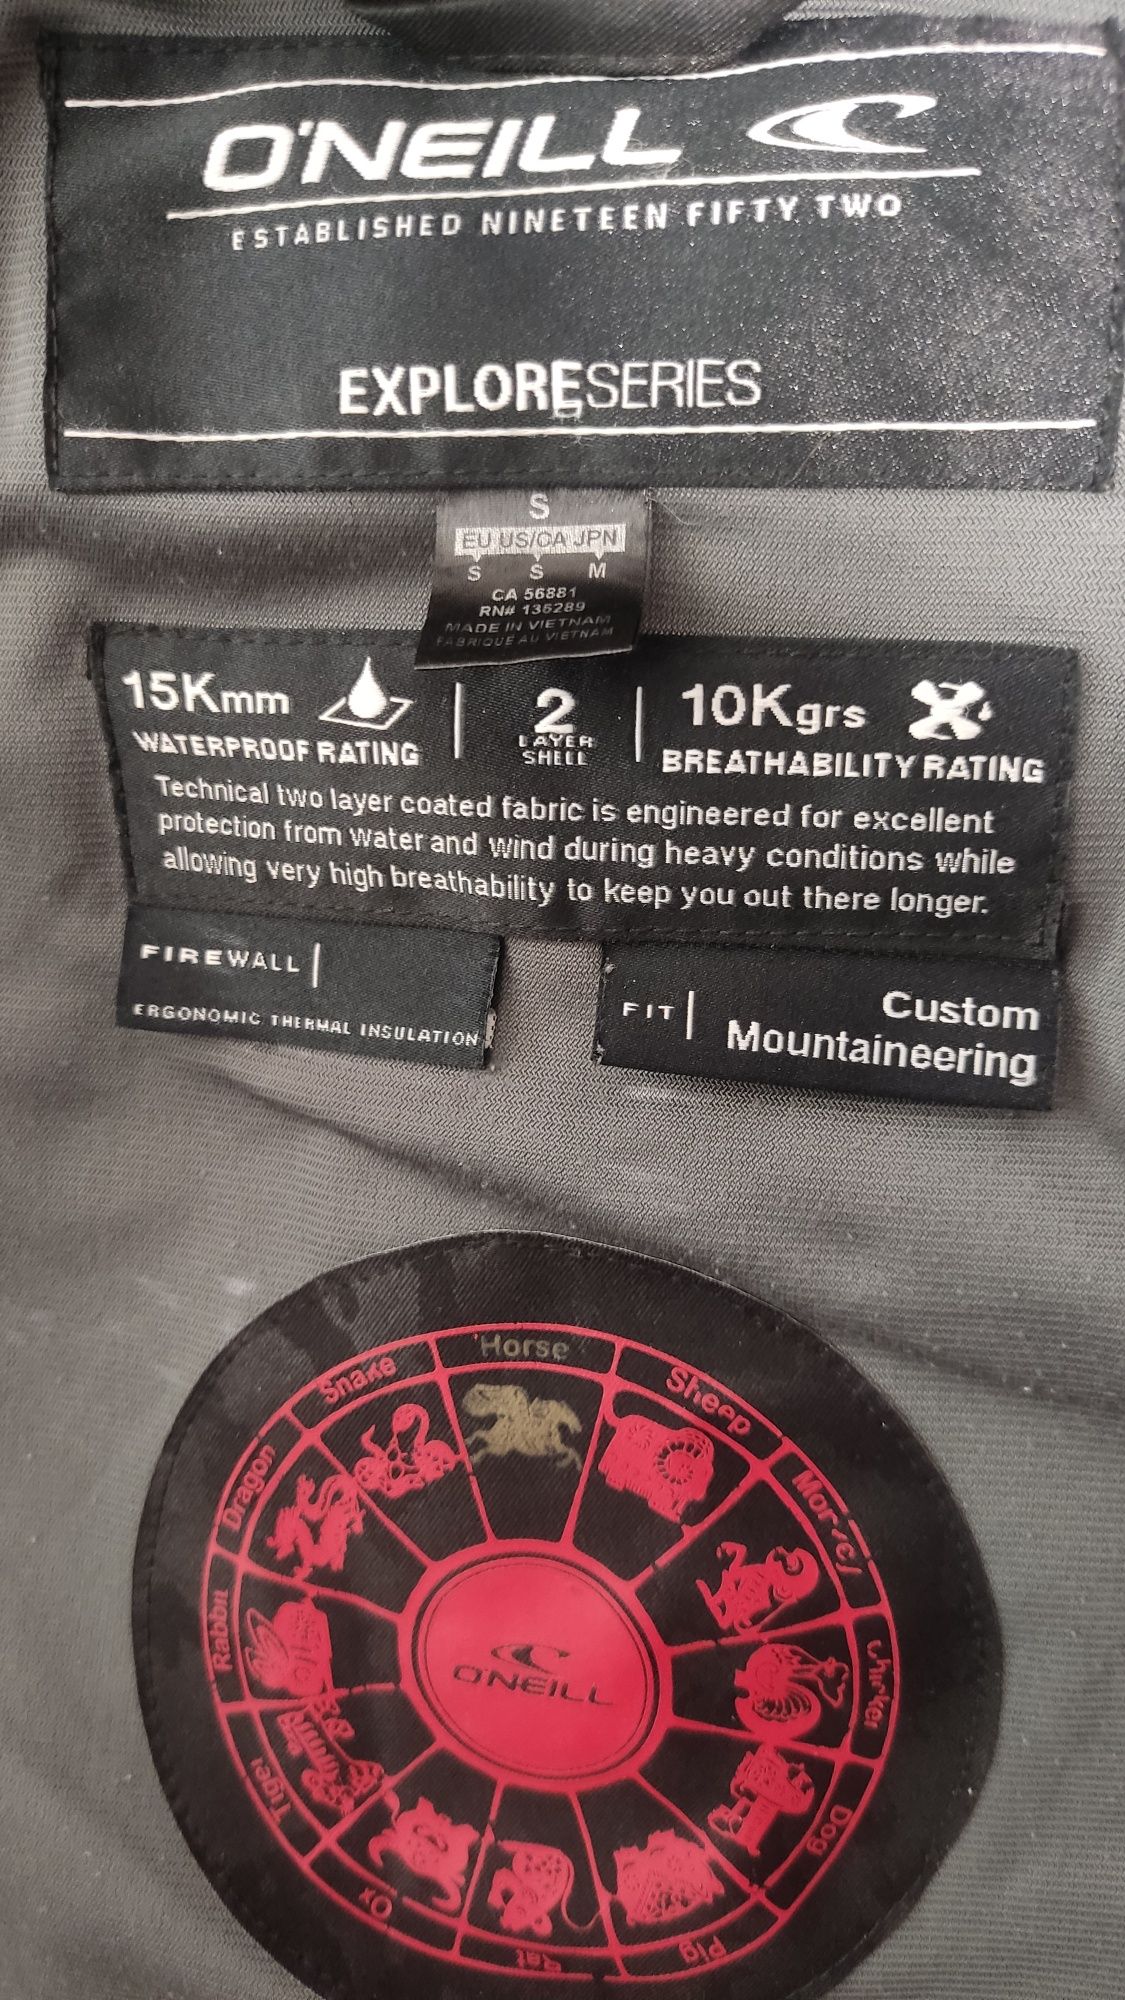 O'NEILL
ESTABLISHED NINETEEN FIFTY TWO
EXPLORESERIES
S
EU US/CA JPN
S S M
CA 56881
RN# 136289
MADE IN VIETNAM
FABRIQUE AU VIETNAM
15Kmm
WATERPROOF RATING
2
LAYER
SHELL
10Kgrs
BREATHABILITY RATING
Technical two layer coated fabric is engineered for excellent
protection from water and wind during heavy conditions while
allowing very high breathability to keep you out there longer.
FIREWALL
ERGONOMIC THERMAL INSULATION
FIT
Custom
Mountaineering
Horse
Sheep
Dog
Pig
Rat
Ox
Tiger
Rabbit
Dragon
Snake
O'NEILL